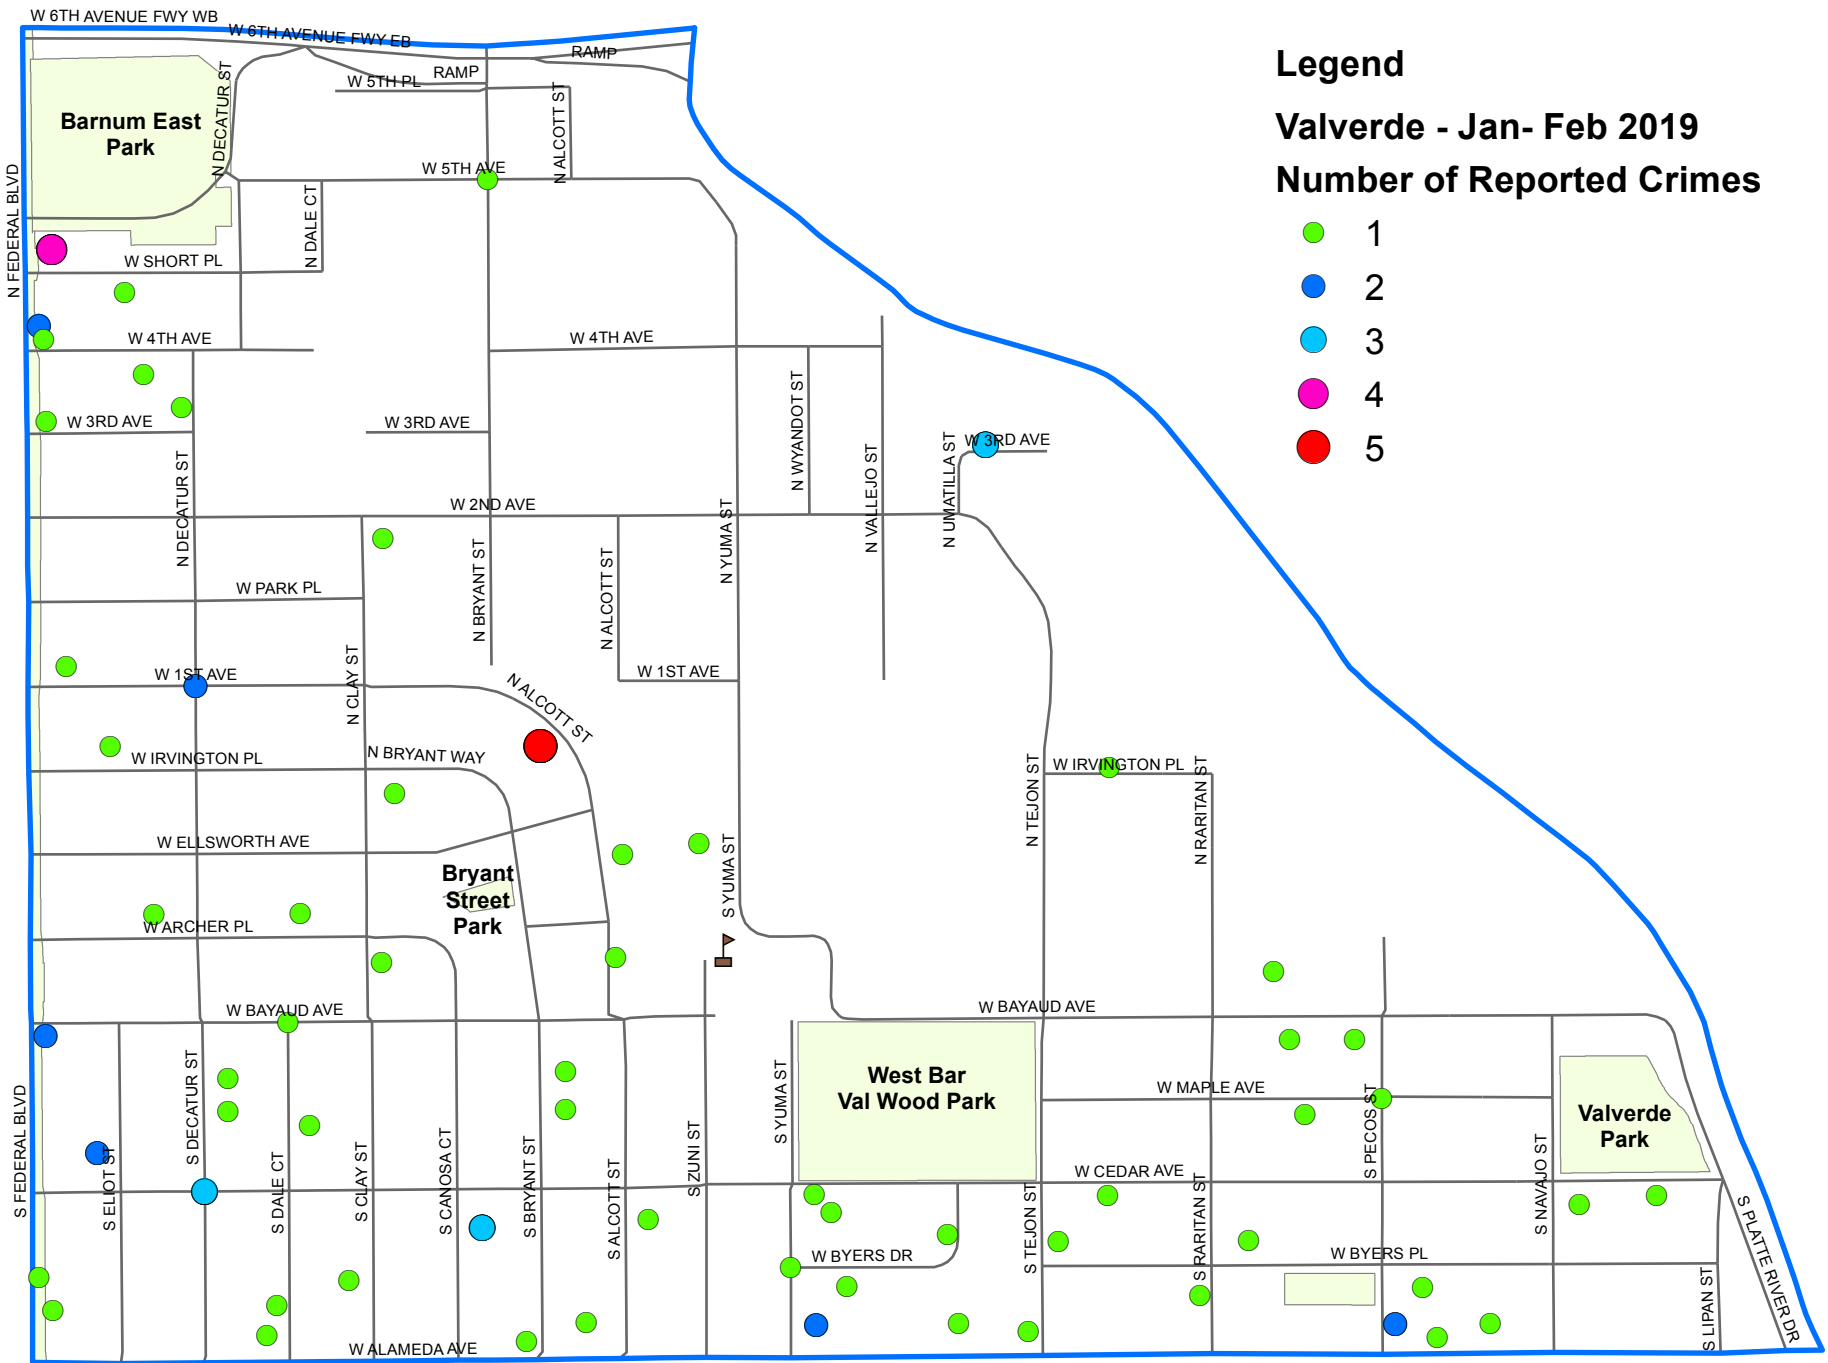 W 6TH AVENUE FWY WB
W 6TH AVENUE FWY EB
RAMP
RAMP
W 5TH PL
N DECATUR ST
N ALCOTT ST
Barnum East
Park
W 5TH AVE
N FEDERAL BLVD
N DALE CT
W SHORT PL
W 4TH AVE
W 4TH AVE
W 3RD AVE
W 3RD AVE
W 3RD AVE
N WYANDOT ST
N VALLEJO ST
N UMATILLA ST
N DECATUR ST
W 2ND AVE
N YUMA ST
N BRYANT ST
N ALCOTT ST
W PARK PL
W 1ST AVE
W 1ST AVE
N CLAY ST
N ALCOTT ST
W IRVINGTON PL
N BRYANT WAY
W IRVINGTON PL
N TEJON ST
N RARITAN ST
W ELLSWORTH AVE
S YUMA ST
Bryant
Street
Park
W ARCHER PL
W BAYAUD AVE
W BAYAUD AVE
West Bar
Val Wood Park
W MAPLE AVE
Valverde
Park
S FEDERAL BLVD
S ELIOT ST
S DECATUR ST
S DALE CT
S CLAY ST
S CANOSA CT
S BRYANT ST
S ALCOTT ST
S ZUNI ST
S YUMA ST
W CEDAR AVE
S PECOS ST
S NAVAJO ST
S TEJON ST
S RARITAN ST
W BYERS DR
W BYERS PL
S PLATTE RIVER DR
S LIPAN ST
W ALAMEDA AVE
Legend
Valverde - Jan- Feb 2019
Number of Reported Crimes
1
2
3
4
5